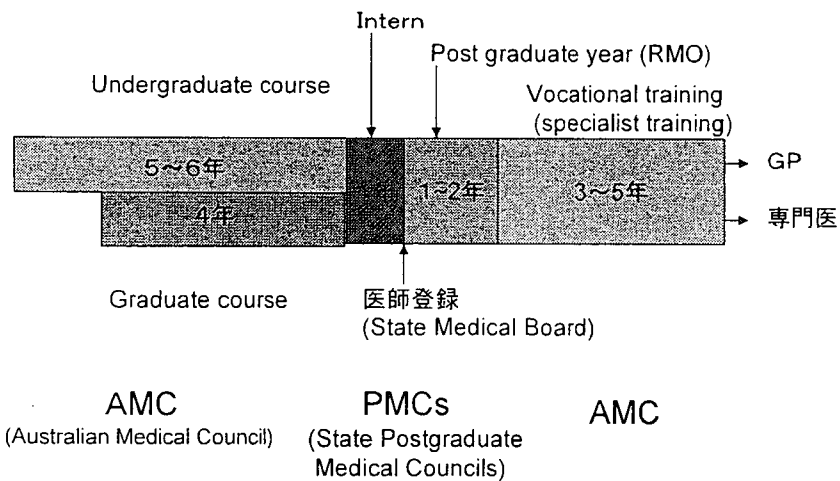 Intern
Post graduate year (RMO)
Undergraduate course
Vocational training
(specialist training)
5～6年
1~2年
3～5年
GP
4年
専門医
Graduate course
医師登録
(State Medical Board)
AMC
(Australian Medical Council)
PMCs
(State Postgraduate
Medical Councils)
AMC